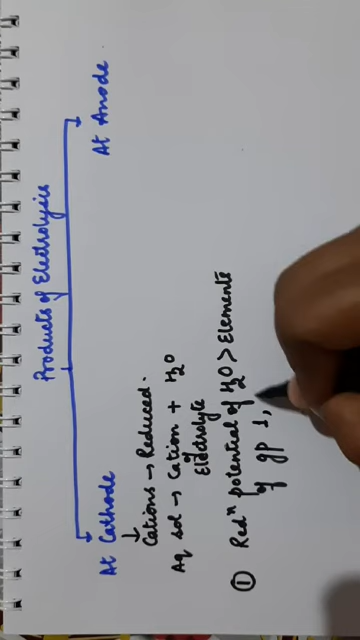 Products of Electrolysis
At Cathode
At Anode
Cations → Reduced.
Aq sol → Cation + H₂O
of
Electrolyte
① Redⁿ potential of H₂O > Elements
of gp 1,